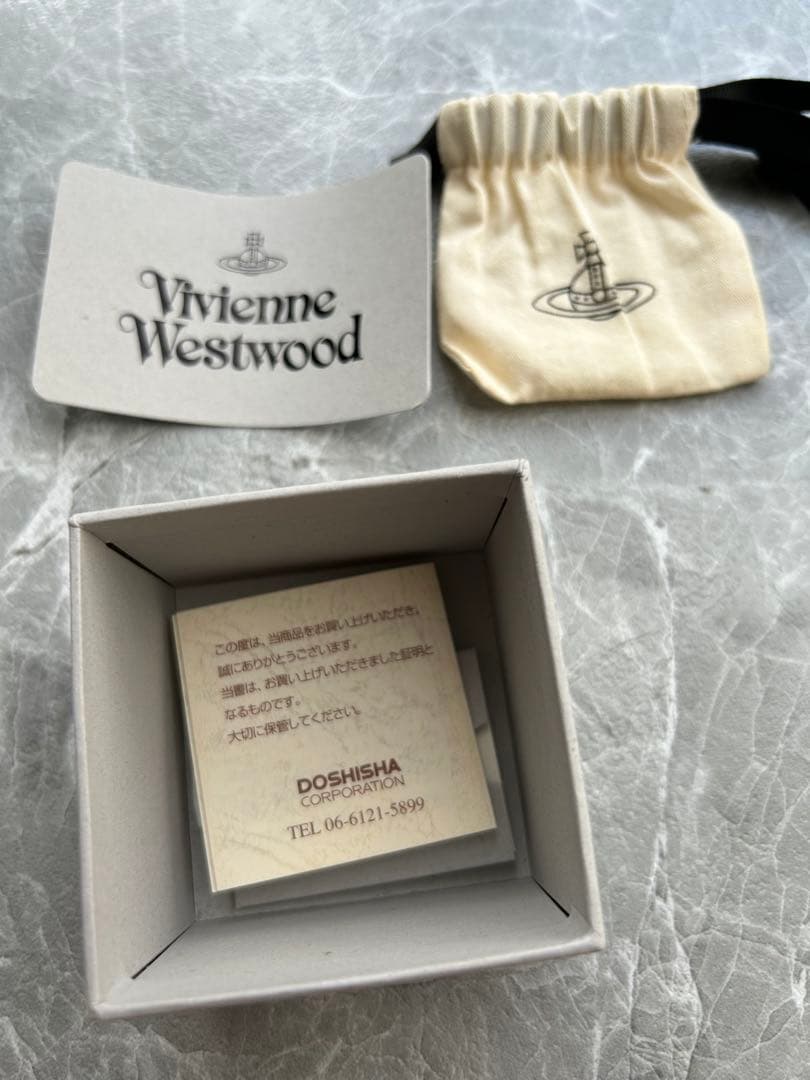 Vivienne
Westwood
この度は、当商品をお買い上げいただき、
誠にありがとうございます。
当書は、お買い上げいただきました証明と
なるものです。
大切に保管してください。
DOSHISHA
CORPORATION
TEL 06-6121-5899